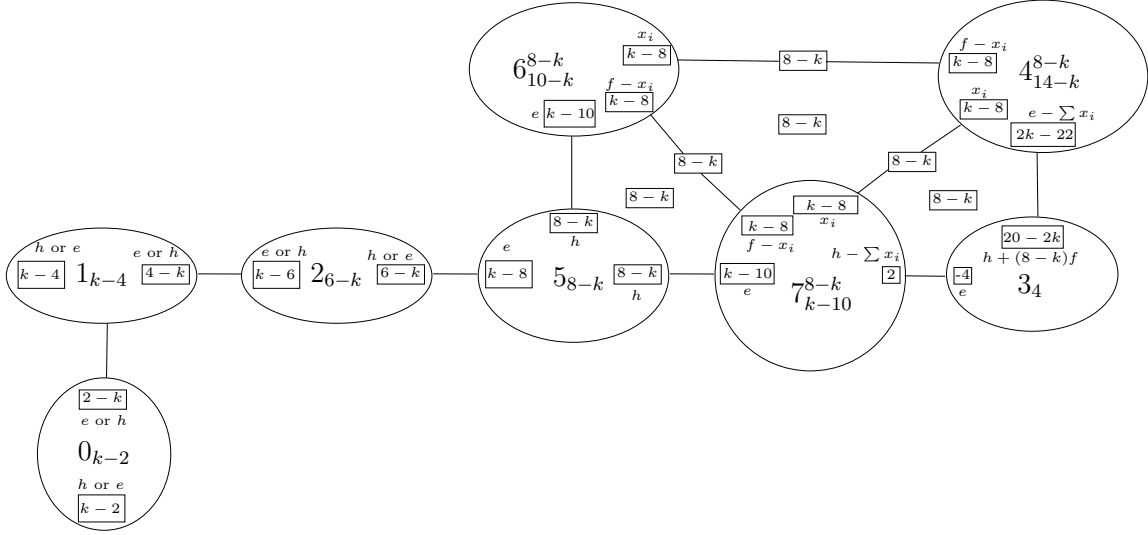 x_i
k − 8
f − x_i
k − 8
e
k − 10
6^{8−k}_{10−k}
8 − k
8 − k
8 − k
8 − k
8 − k
8 − k
f − x_i
k − 8
4^{8−k}_{14−k}
x_i
k − 8
e − ∑ x_i
2k − 22
h or e
k − 4
1_{k−4}
e or h
4 − k
e or h
k − 6
2_{6−k}
h or e
6 − k
8 − k
h
e
k − 8
5_{8−k}
8 − k
h
k − 8
f − x_i
k − 8
x_i
k − 10
e
7^{8−k}_{k−10}
h − ∑ x_i
2
20 − 2k
h + (8 − k)f
-4
e
3_4
2 − k
e or h
0_{k−2}
h or e
k − 2